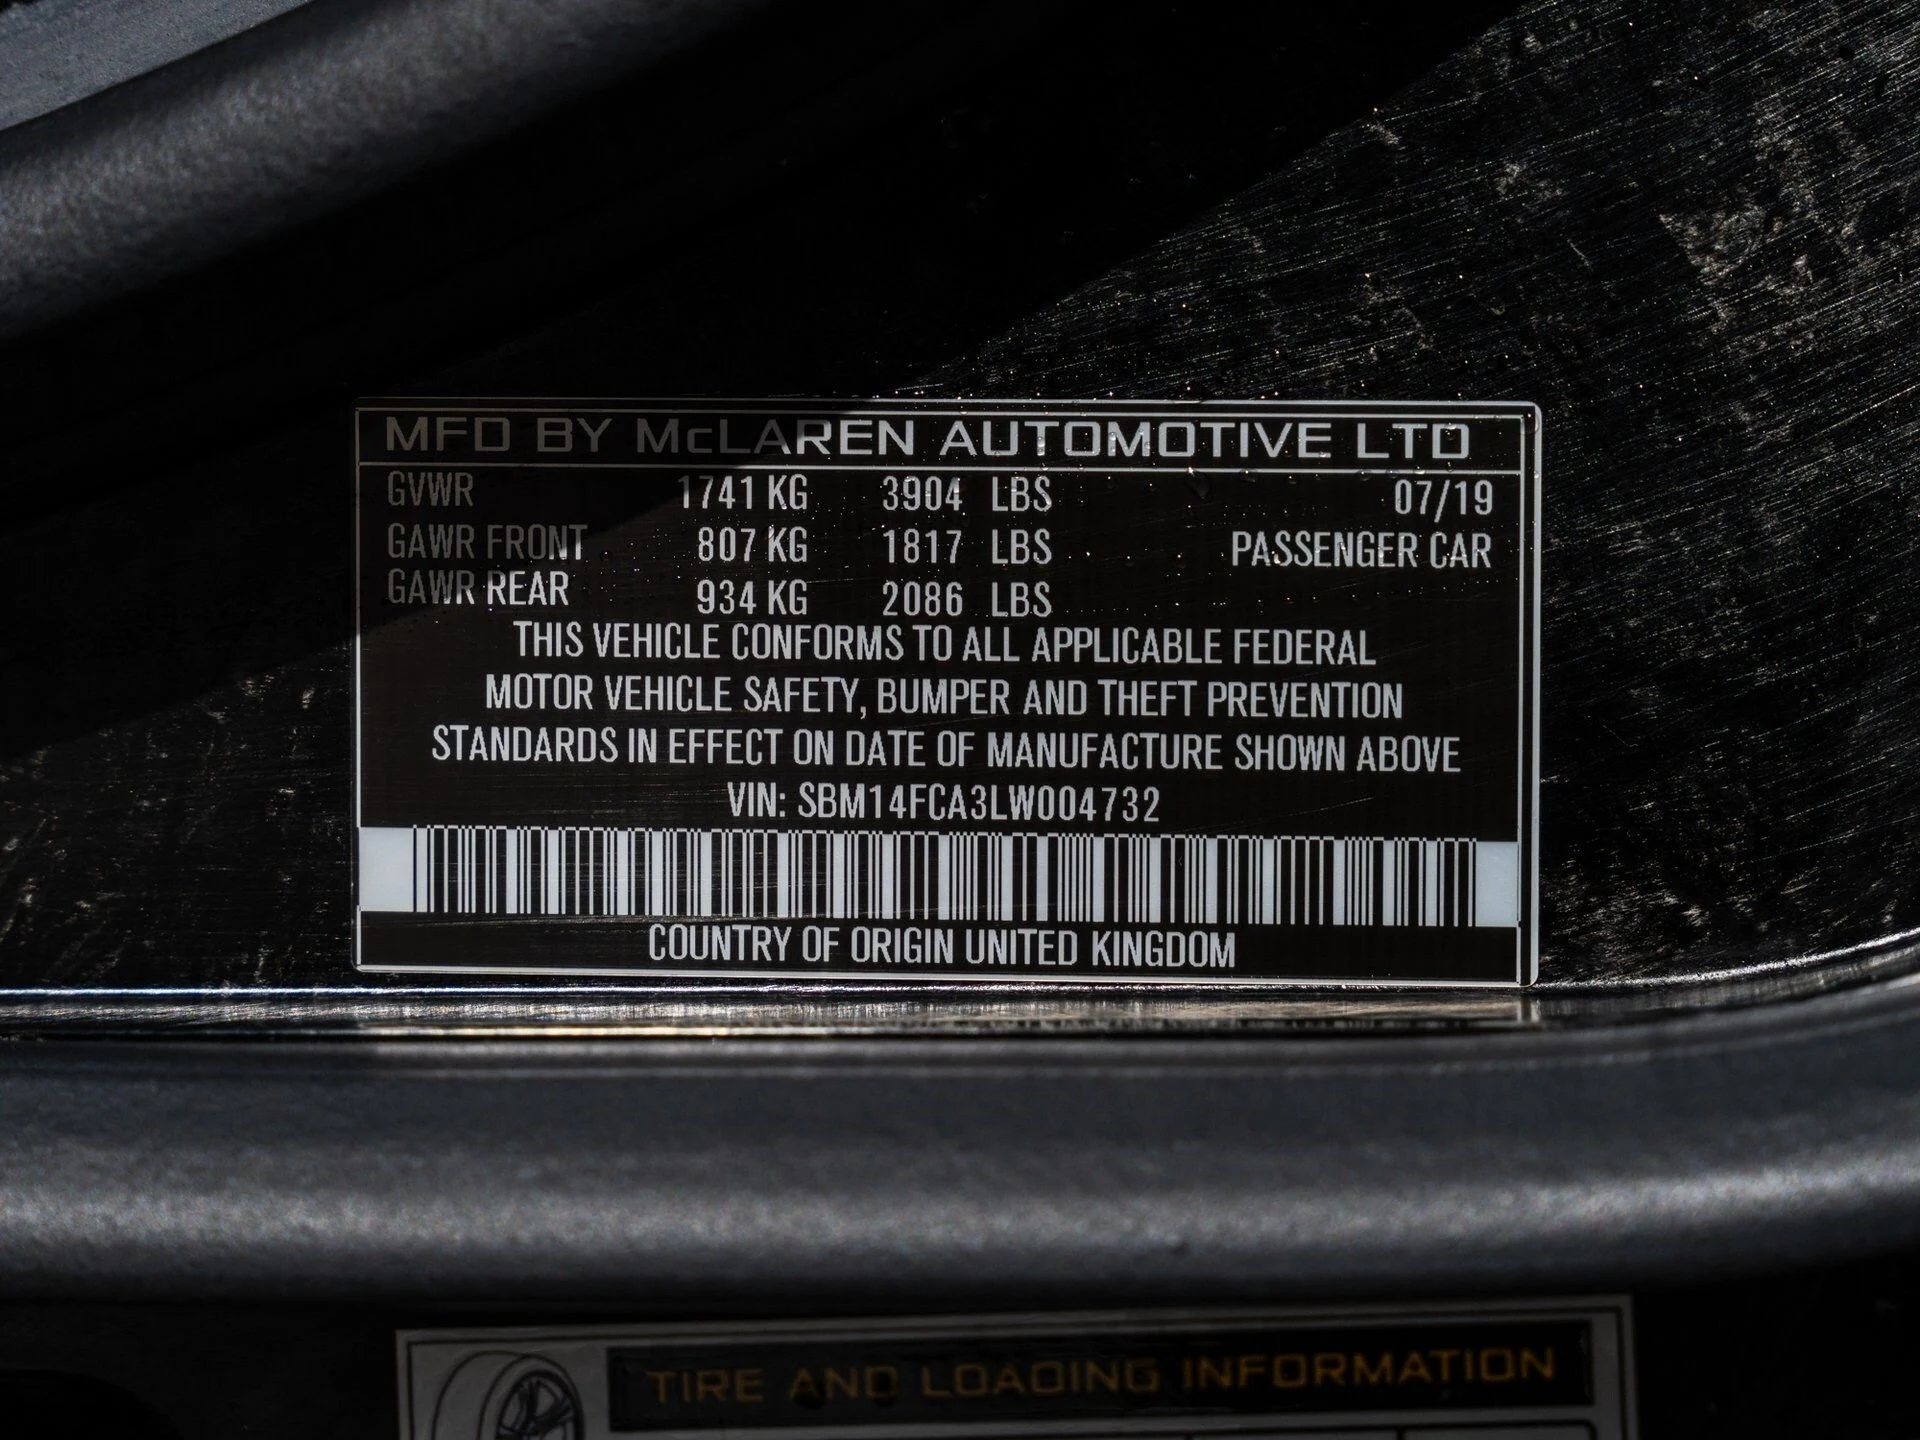 MFD BY McLAREN AUTOMOTIVE LTD
GVWR 1741 KG 3904 LBS 07/19
GAWR FRONT 807 KG 1817 LBS PASSENGER CAR
GAWR REAR 934 KG 2086 LBS
THIS VEHICLE CONFORMS TO ALL APPLICABLE FEDERAL
MOTOR VEHICLE SAFETY, BUMPER AND THEFT PREVENTION
STANDARDS IN EFFECT ON DATE OF MANUFACTURE SHOWN ABOVE
VIN: SBM14FCA3LW004732
COUNTRY OF ORIGIN UNITED KINGDOM
TIRE AND LOADING INFORMATION